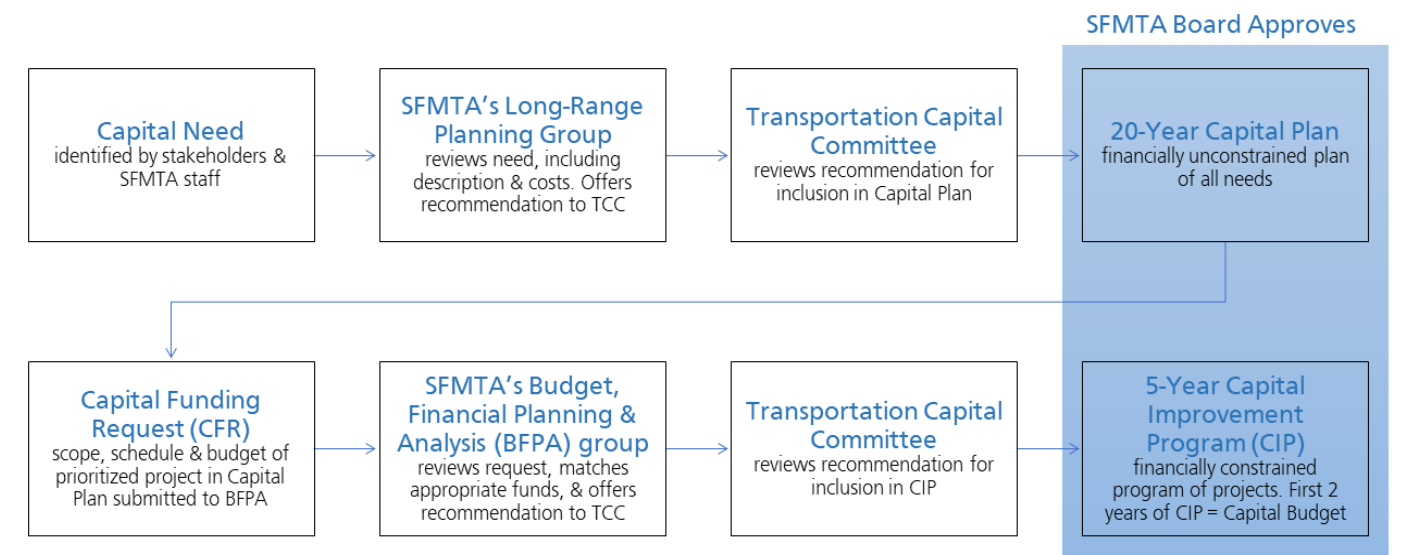 SFMTA Board Approves
Capital Need
identified by stakeholders &
SFMTA staff
SFMTA's Long-Range
Planning Group
reviews need, including
description & costs. Offers
recommendation to TCC
Transportation Capital
Committee
reviews recommendation for
inclusion in Capital Plan
20-Year Capital Plan
financially unconstrained plan
of all needs
Capital Funding
Request (CFR)
scope, schedule & budget of
prioritized project in Capital
Plan submitted to BFPA
SFMTA's Budget,
Financial Planning &
Analysis (BFPA) group
reviews request, matches
appropriate funds, & offers
recommendation to TCC
Transportation Capital
Committee
reviews recommendation for
inclusion in CIP
5-Year Capital
Improvement
Program (CIP)
financially constrained
program of projects. First 2
years of CIP = Capital Budget